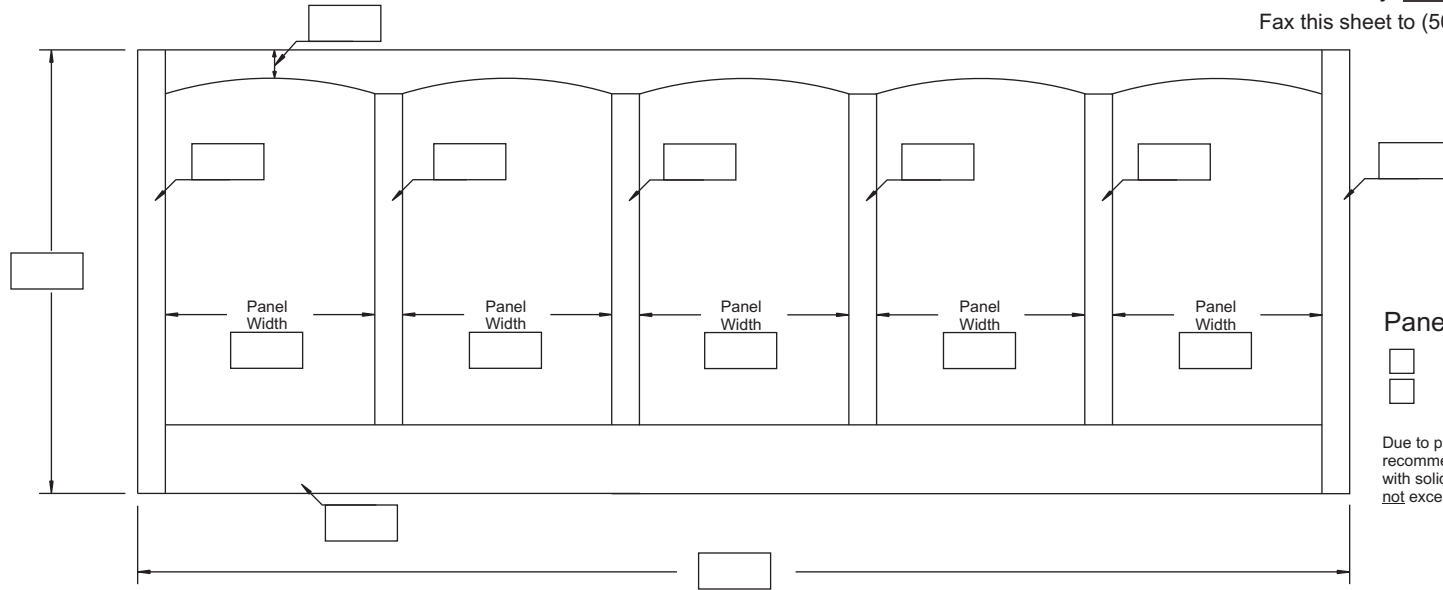 Fax this sheet to (50
Panel
Width
Panel
Width
Panel
Width
Panel
Width
Panel
Width
Pane
Due to p
recomme
with solid
not exce